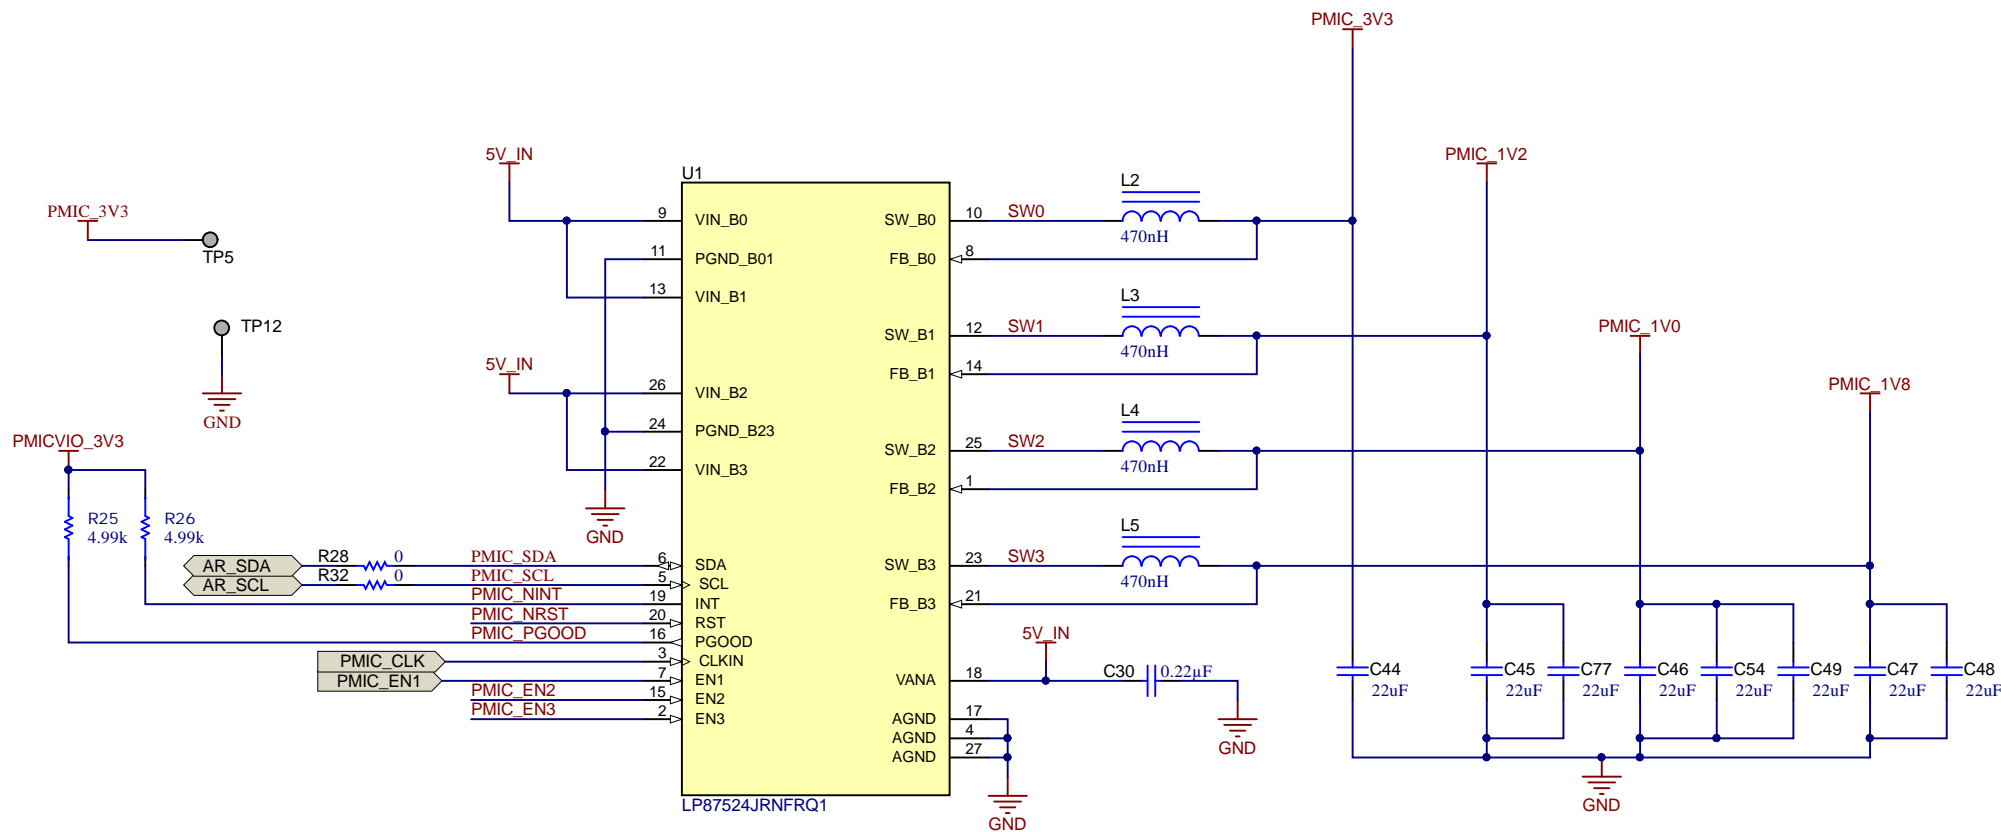 PMIC_3V3
PMIC_1V2
PMIC_1V0
PMIC_1V8
PMIC_3V3
TP5
TP12
GND
5V_IN
5V_IN
GND
PMICVIO_3V3
R25
4.99k
R26
4.99k
AR_SDA
R28
0
PMIC_SDA
AR_SCL
R32
0
PMIC_SCL
PMIC_NINT
PMIC_NRST
PMIC_PGOOD
PMIC_CLK
PMIC_EN1
PMIC_EN2
PMIC_EN3
U1
9 VIN_B0
11 PGND_B01
13 VIN_B1
26 VIN_B2
24 PGND_B23
22 VIN_B3
6 SDA
5 SCL
19 INT
20 RST
16 PGOOD
3 CLKIN
7 EN1
15 EN2
2 EN3
SW_B0 10 SW0
FB_B0 8
SW_B1 12 SW1
FB_B1 14
SW_B2 25 SW2
FB_B2 1
SW_B3 23 SW3
FB_B3 21
VANA 18
AGND 17
AGND 4
AGND 27
LP87524JRNFRQ1
L2
470nH
L3
470nH
L4
470nH
L5
470nH
5V_IN
C30
0.22µF
GND
GND
C44
22uF
C45
22uF
C77
22uF
C46
22uF
C54
22uF
C49
22uF
C47
22uF
C48
22uF
GND